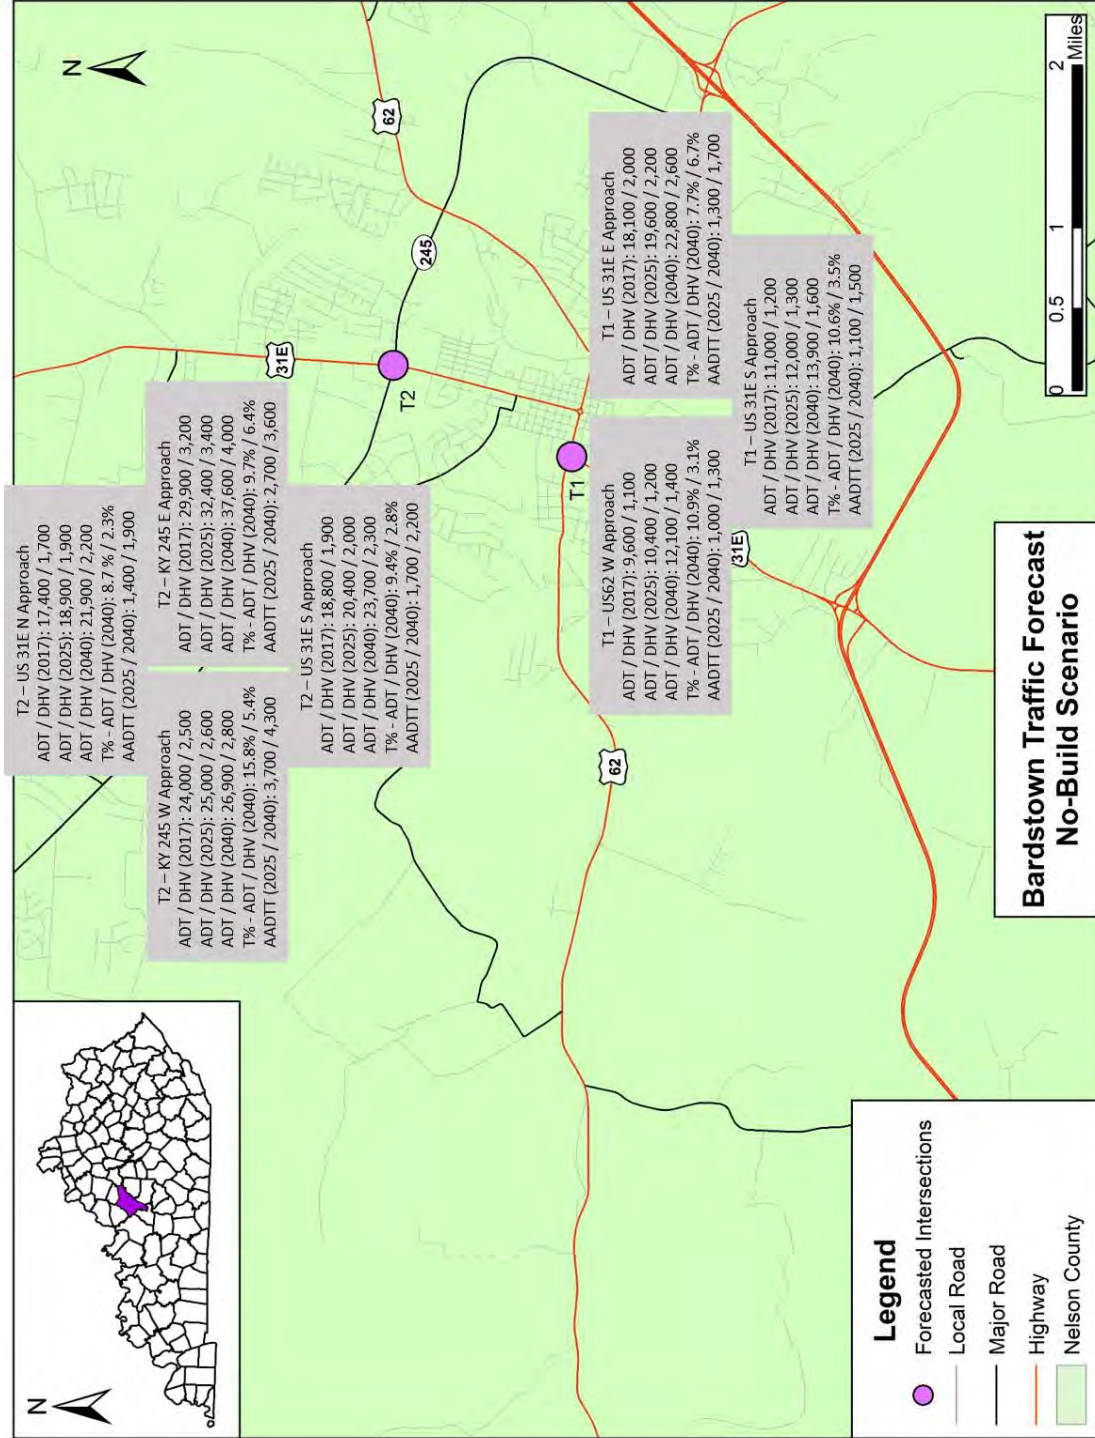 N
N
62
245
31E
T2
T1
62
31E
T2 – US 31E N Approach
ADT / DHV (2017): 17,400 / 1,700
ADT / DHV (2025): 18,900 / 1,900
ADT / DHV (2040): 21,900 / 2,200
T% - ADT / DHV (2040): 8.7 % / 2.3%
AADTT (2025 / 2040): 1,400 / 1,900
T2 – KY 245 W Approach
ADT / DHV (2017): 24,000 / 2,500
ADT / DHV (2025): 25,000 / 2,600
ADT / DHV (2040): 26,900 / 2,800
T% - ADT / DHV (2040): 15.8% / 5.4%
AADTT (2025 / 2040): 3,700 / 4,300
T2 – KY 245 E Approach
ADT / DHV (2017): 29,900 / 3,200
ADT / DHV (2025): 32,400 / 3,400
ADT / DHV (2040): 37,600 / 4,000
T% - ADT / DHV (2040): 9.7% / 6.4%
AADTT (2025 / 2040): 2,700 / 3,600
T2 – US 31E S Approach
ADT / DHV (2017): 18,800 / 1,900
ADT / DHV (2025): 20,400 / 2,000
ADT / DHV (2040): 23,700 / 2,300
T% - ADT / DHV (2040): 9.4% / 2.8%
AADTT (2025 / 2040): 1,700 / 2,200
T1 – US62 W Approach
ADT / DHV (2017): 9,600 / 1,100
ADT / DHV (2025): 10,400 / 1,200
ADT / DHV (2040): 12,100 / 1,400
T% - ADT / DHV (2040): 10.9% / 3.1%
AADTT (2025 / 2040): 1,000 / 1,300
T1 – US 31E E Approach
ADT / DHV (2017): 18,100 / 2,000
ADT / DHV (2025): 19,600 / 2,200
ADT / DHV (2040): 22,800 / 2,600
T% - ADT / DHV (2040): 7.7% / 6.7%
AADTT (2025 / 2040): 1,300 / 1,700
T1 – US 31E S Approach
ADT / DHV (2017): 11,000 / 1,200
ADT / DHV (2025): 12,000 / 1,300
ADT / DHV (2040): 13,900 / 1,600
T% - ADT / DHV (2040): 10.6% / 3.5%
AADTT (2025 / 2040): 1,100 / 1,500
Legend
Forecasted Intersections
Local Road
Major Road
Highway
Nelson County
Bardstown Traffic Forecast
No-Build Scenario
0 0.5 1 2
Miles